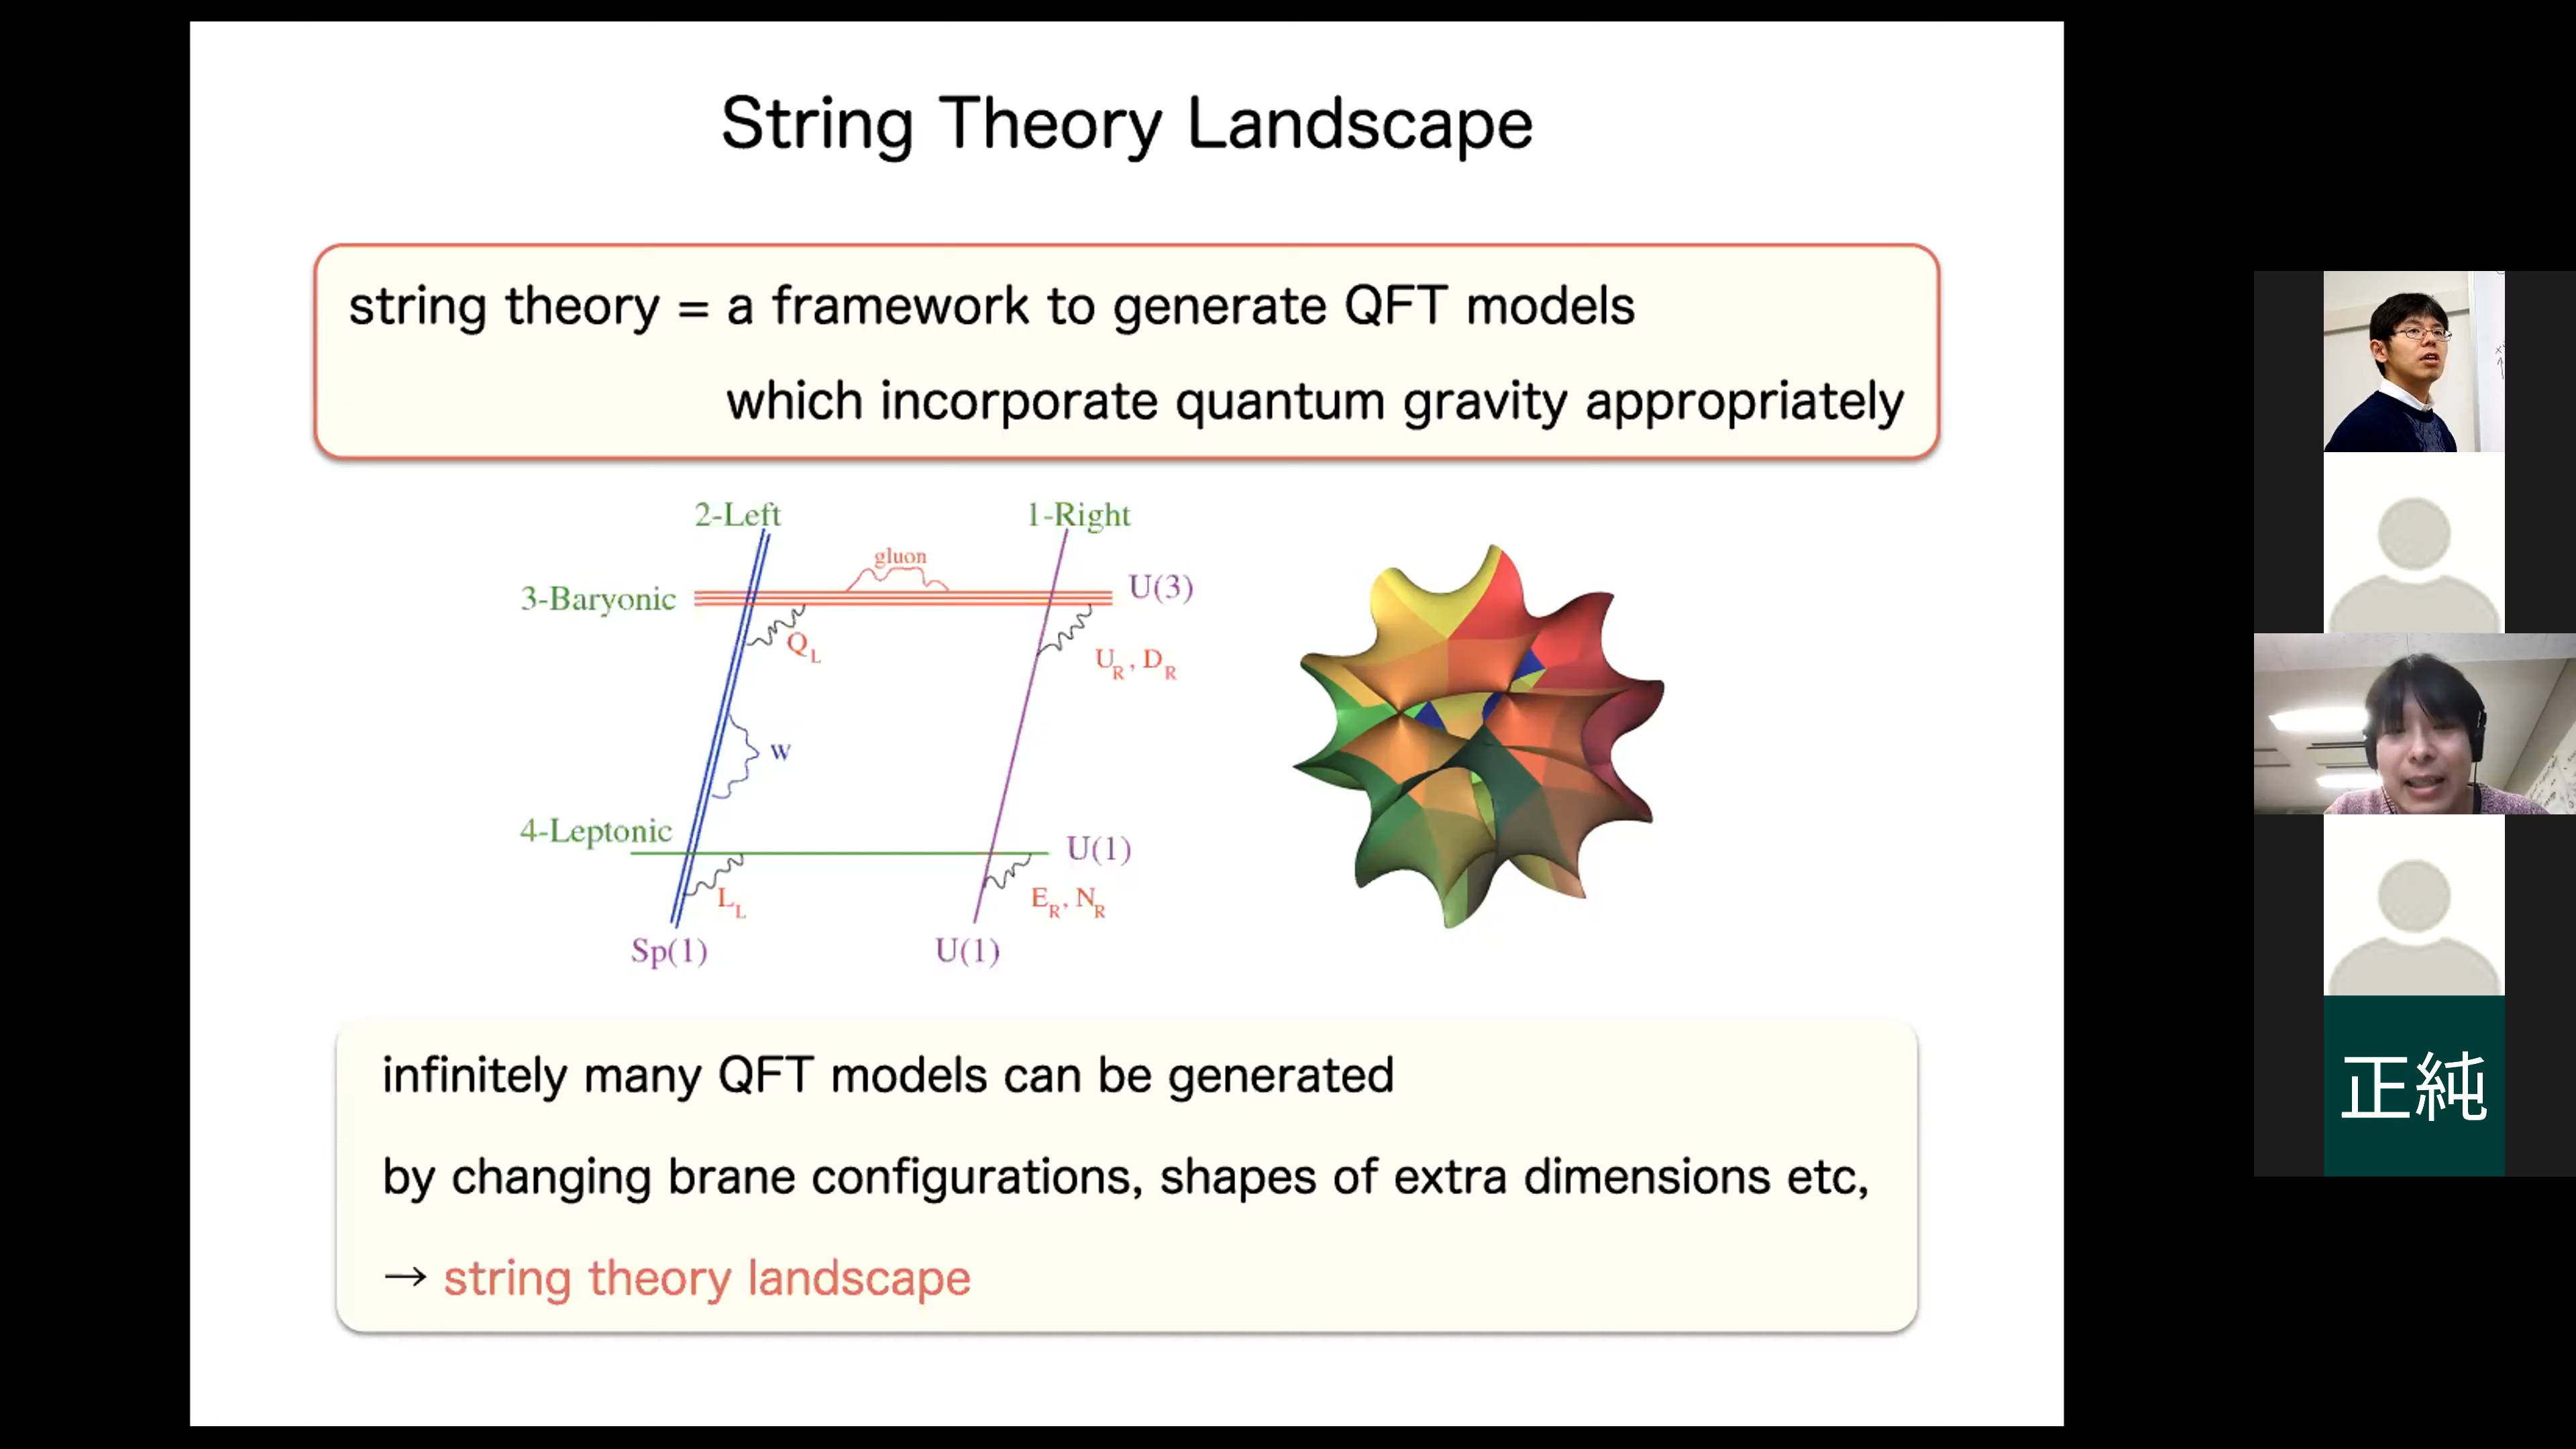 String Theory Landscape
string theory = a framework to generate QFT models
which incorporate quantum gravity appropriately
2-Left
1-Right
gluon
3-Baryonic
U(3)
Q_L
U_R, D_R
W
4-Leptonic
U(1)
L_L
E_R, N_R
Sp(1)
U(1)
infinitely many QFT models can be generated
by changing brane configurations, shapes of extra dimensions etc,
→ string theory landscape
正純